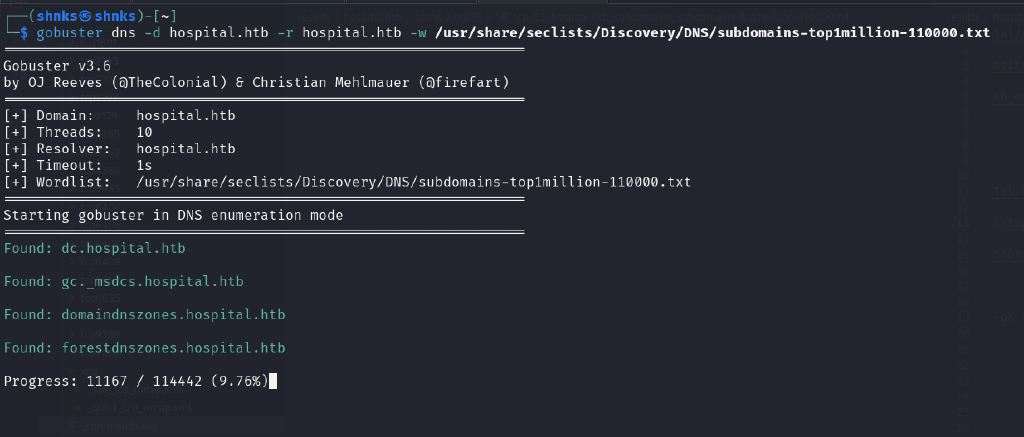 (shnks㉿shnks)-[~]
$ gobuster dns -d hospital.htb -r hospital.htb -w /usr/share/seclists/Discovery/DNS/subdomains-top1million-110000.txt
Gobuster v3.6
by OJ Reeves (@TheColonial) & Christian Mehlmauer (@firefart)
[+] Domain:     hospital.htb
[+] Threads:    10
[+] Resolver:   hospital.htb
[+] Timeout:    1s
[+] Wordlist:   /usr/share/seclists/Discovery/DNS/subdomains-top1million-110000.txt
Starting gobuster in DNS enumeration mode
Found: dc.hospital.htb
Found: gc._msdcs.hospital.htb
Found: domaindnszones.hospital.htb
Found: forestdnszones.hospital.htb
Progress: 11167 / 114442 (9.76%)